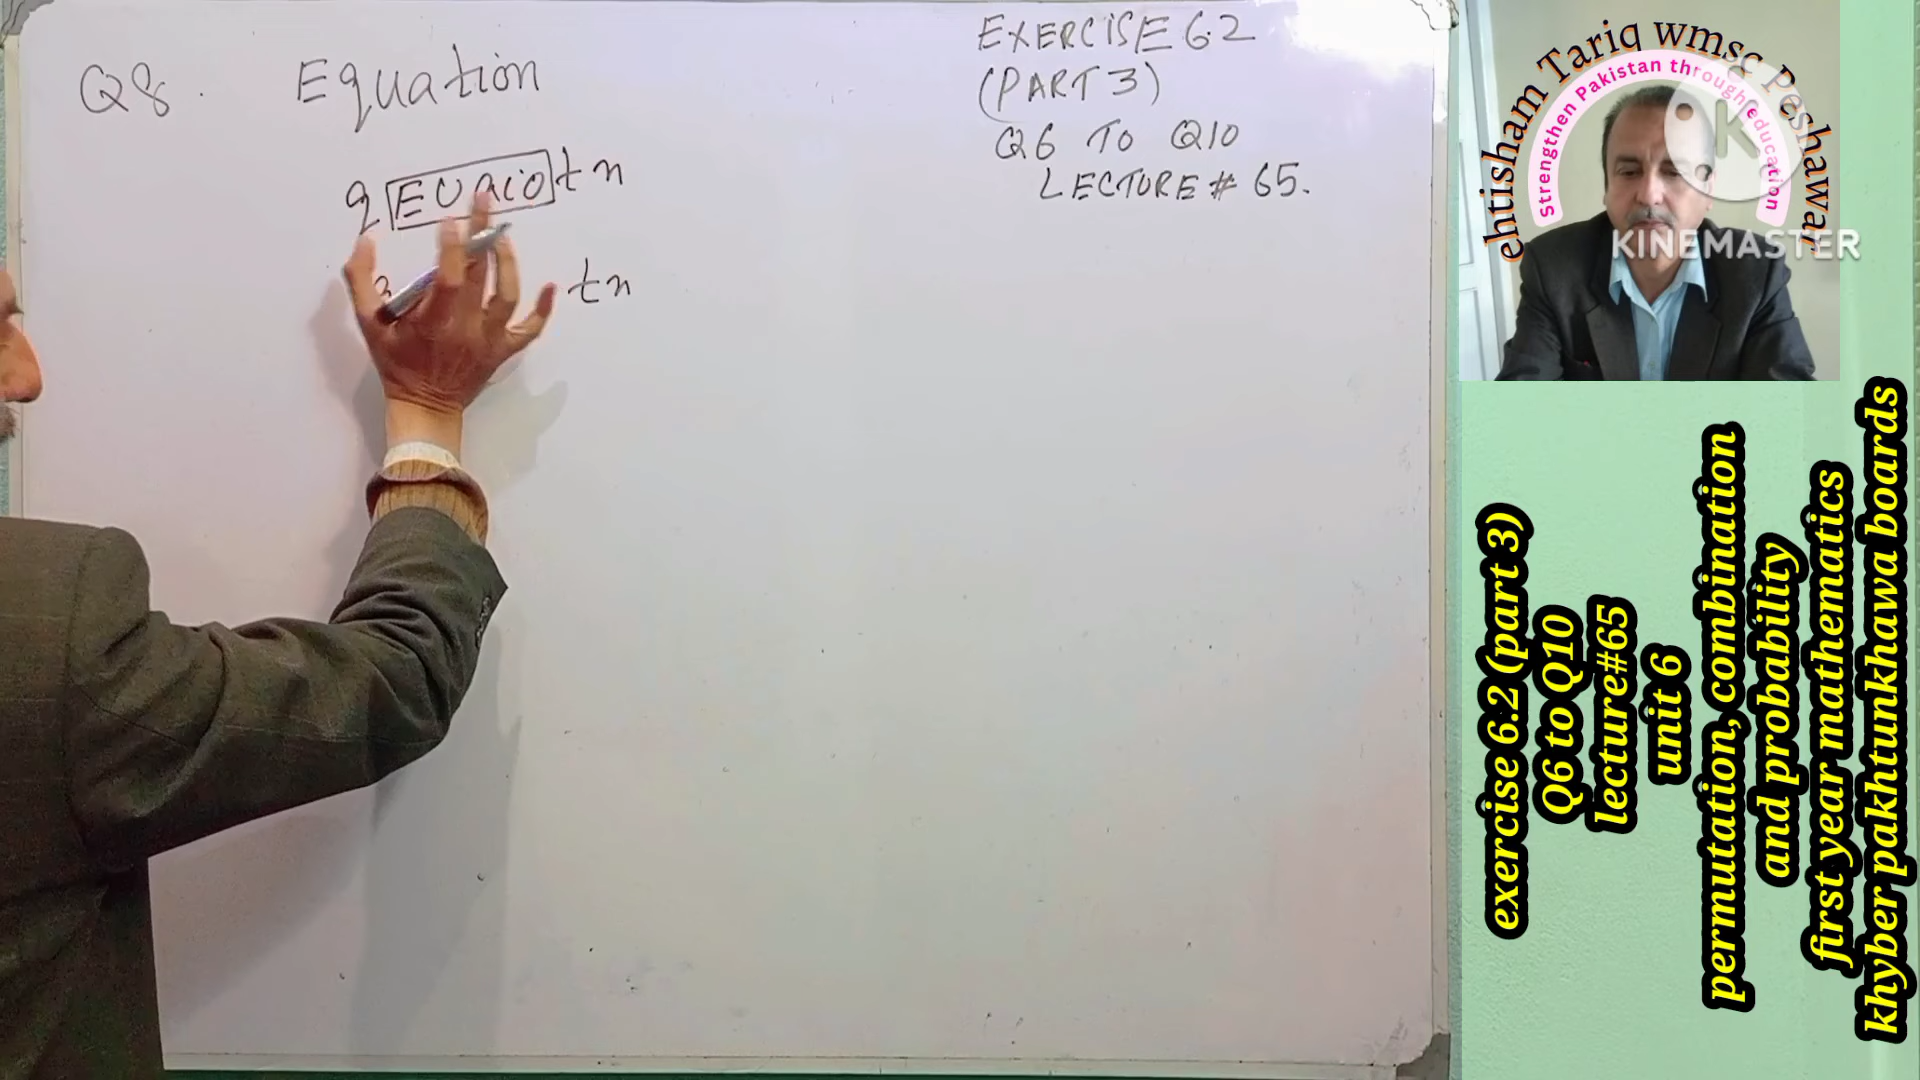 Q8. Equation
q EUaio tn
tn
EXERCISE 6.2
(PART 3)
Q6 TO Q10
LECTURE # 65.
ehtisham Tariq wmsc Peshawar
Strengthen Pakistan through education
K
KINEMASTER
exercise 6.2 (part 3)
Q6 to Q10
lecture#65
unit 6
permutation, combination
and probability
first year mathematics
khyber pakhtunkhawa boards